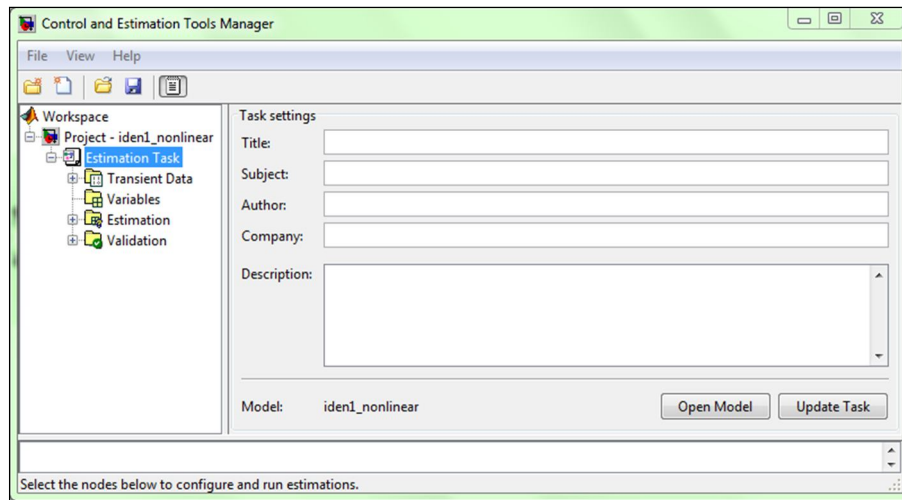 Control and Estimation Tools Manager
File View Help
Workspace
Project - iden1_nonlinear
Estimation Task
Transient Data
Variables
Estimation
Validation
Task settings
Title:
Subject:
Author:
Company:
Description:
Model: iden1_nonlinear
Open Model
Update Task
Select the nodes below to configure and run estimations.